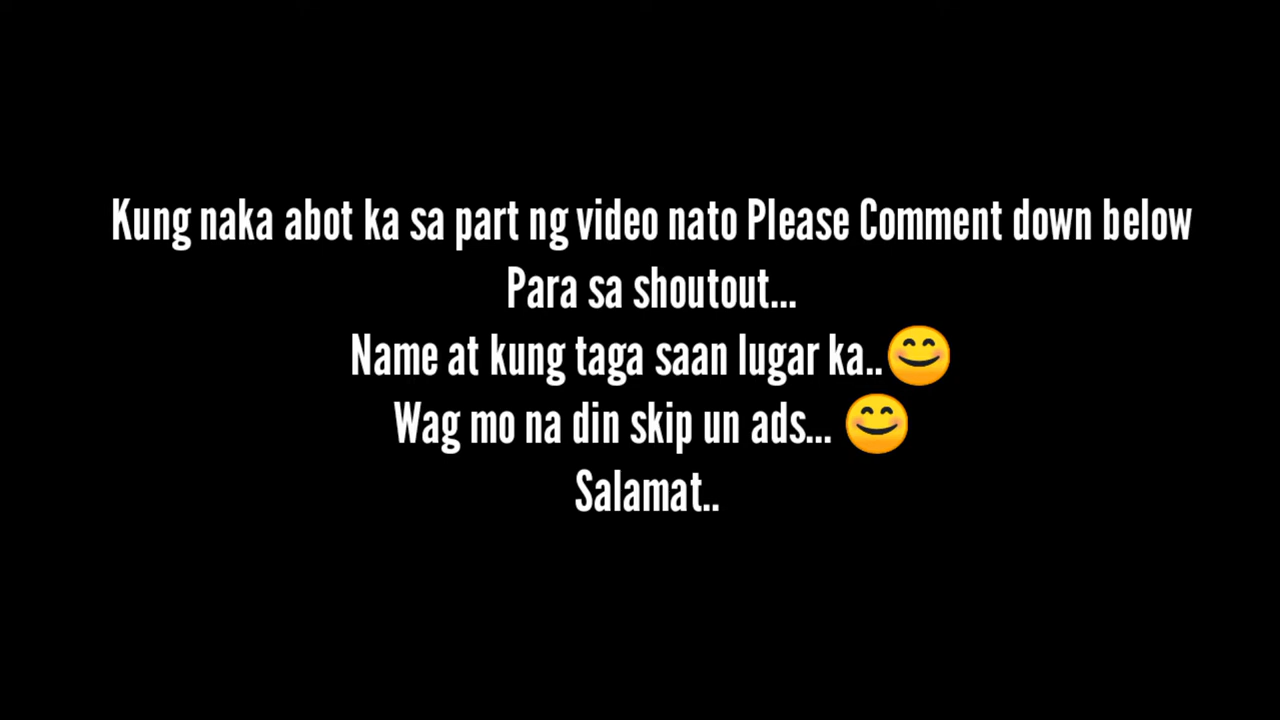 Kung naka abot ka sa part ng video nato Please Comment down below
Para sa shoutout...
Name at kung taga saan lugar ka..😊
Wag mo na din skip un ads... 😊
Salamat..